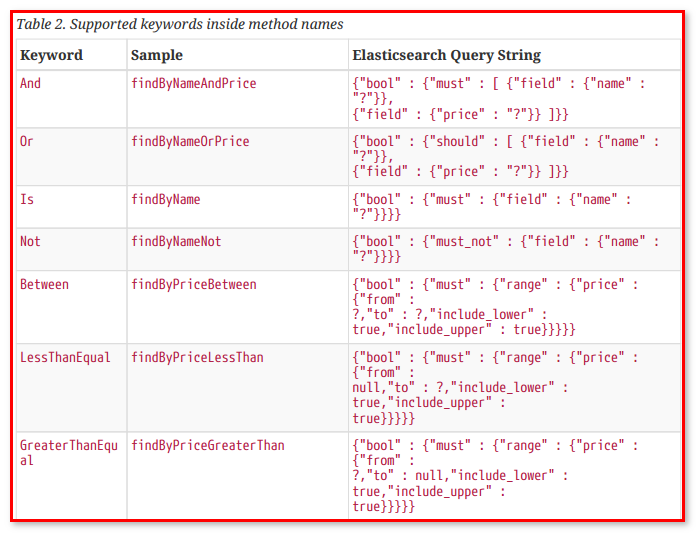 Table 2. Supported keywords inside method names
Keyword Sample Elasticsearch Query String
And findByNameAndPrice {"bool" : {"must" : [ {"field" : {"name" :
"?"}},
{"field" : {"price" : "?"}} ]}}
Or findByNameOrPrice {"bool" : {"should" : [ {"field" : {"name" :
"?"}},
{"field" : {"price" : "?"}} ]}}
Is findByName {"bool" : {"must" : {"field" : {"name" :
"?"}}}}
Not findByNameNot {"bool" : {"must_not" : {"field" : {"name" :
"?"}}}}
Between findByPriceBetween {"bool" : {"must" : {"range" : {"price" :
{"from" :
?,"to" : ?,"include_lower" :
true,"include_upper" : true}}}}}
LessThanEqual findByPriceLessThan {"bool" : {"must" : {"range" : {"price" :
{"from" :
null,"to" : ?,"include_lower" :
true,"include_upper" :
true}}}}}
GreaterThanEqu findByPriceGreaterThan {"bool" : {"must" : {"range" : {"price" :
al {"from" :
?,"to" : null,"include_lower" :
true,"include_upper" :
true}}}}}